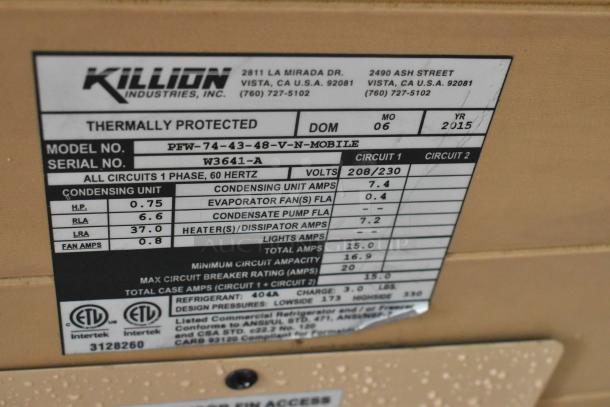 KILLION
INDUSTRIES, INC.
2811 LA MIRADA DR.
VISTA, CA U.S.A. 92081
(760) 727-5102
2490 ASH STREET
VISTA, CA U.S.A. 92081
(760) 727-5102
THERMALLY PROTECTED DOM MO 06 YR 2015
MODEL NO. PFW-74-43-48-V-N-MOBILE
SERIAL NO. W3641-A CIRCUIT 1 CIRCUIT 2
ALL CIRCUITS 1 PHASE, 60 HERTZ VOLTS 208/230
CONDENSING UNIT
H.P. 0.75
RLA 6.6
LRA 37.0
FAN AMPS 0.8
CONDENSING UNIT AMPS 7.4
EVAPORATOR FAN(S) FLA 0.4
CONDENSATE PUMP FLA --
HEATER(S)/DISSIPATOR AMPS 7.2
LIGHTS AMPS --
TOTAL AMPS 15.0
MINIMUM CIRCUIT AMPACITY 16.9
MAX CIRCUIT BREAKER RATING (AMPS) 20
TOTAL CASE AMPS (CIRCUIT 1 + CIRCUIT 2) 15.0
REFRIGERANT: 404A CHARGE: 3.0 LBS.
DESIGN PRESSURES: LOWSIDE 173 HIGHSIDE 330
Listed Commercial Refrigerator and / or Freezer
Conforms to ANSI/UL STD. 471,
and CSA STD. c22.2 No. 120
CARB 93120 Compliant for
ETL
Intertek
ETL
Intertek
3128260
FIN ACCESS